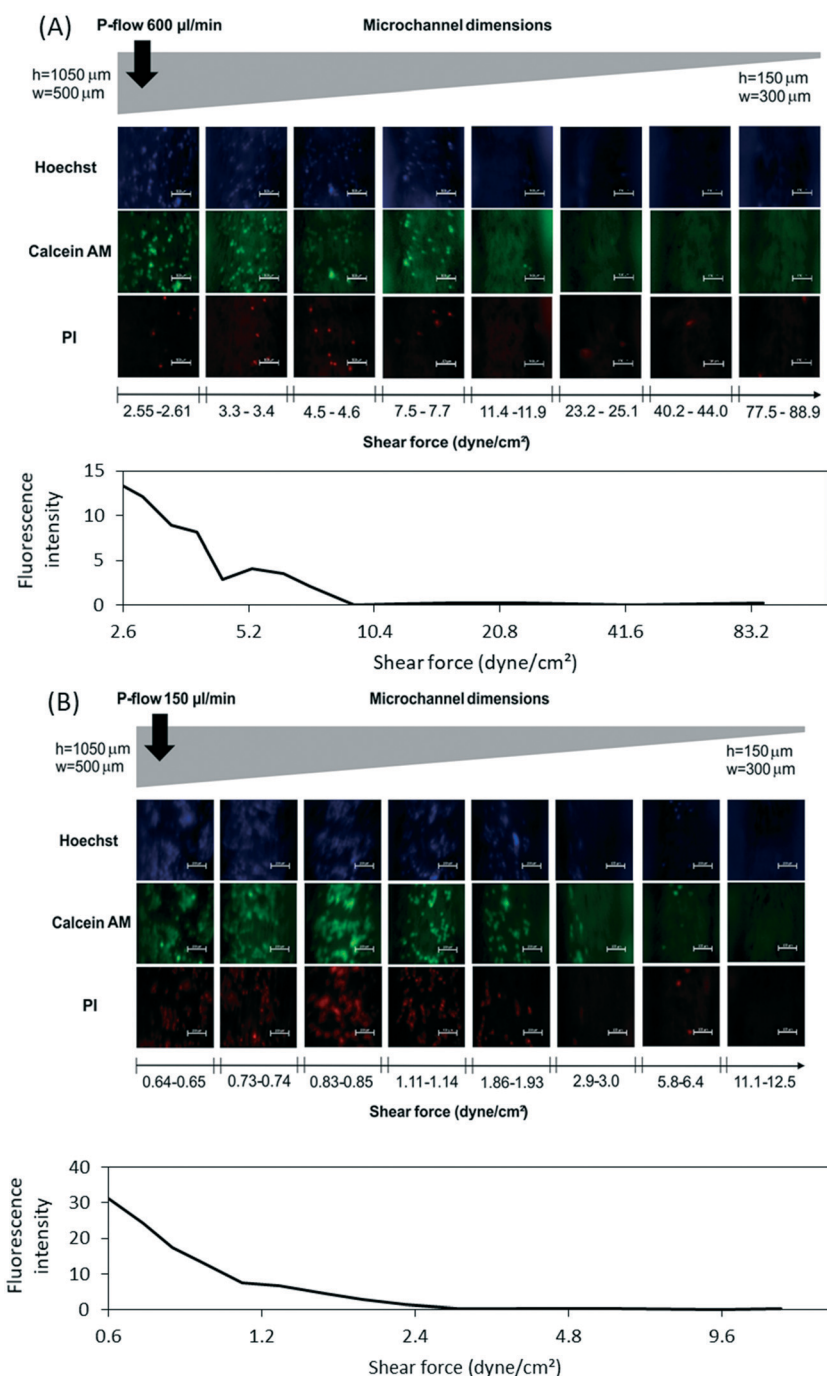 (A)
P-flow 600 µl/min
Microchannel dimensions
h=1050 µm
w=500 µm
h=150 µm
w=300 µm
Hoechst
Calcein AM
PI
2.55 -2.61 3.3 - 3.4 4.5 - 4.6 7.5 - 7.7 11.4 -11.9 23.2 - 25.1 40.2 - 44.0 77.5 - 88.9
Shear force (dyne/cm²)
15
10
5
0
Fluorescence
intensity
2.6 5.2 10.4 20.8 41.6 83.2
Shear force (dyne/cm²)
(B)
P-flow 150 µl/min
Microchannel dimensions
h=1050 µm
w=500 µm
h=150 µm
w=300 µm
Hoechst
Calcein AM
PI
0.64-0.65 0.73-0.74 0.83-0.85 1.11-1.14 1.86-1.93 2.9-3.0 5.8-6.4 11.1-12.5
Shear force (dyne/cm²)
40
30
20
10
0
Fluorescence
intensity
0.6 1.2 2.4 4.8 9.6
Shear force (dyne/cm²)